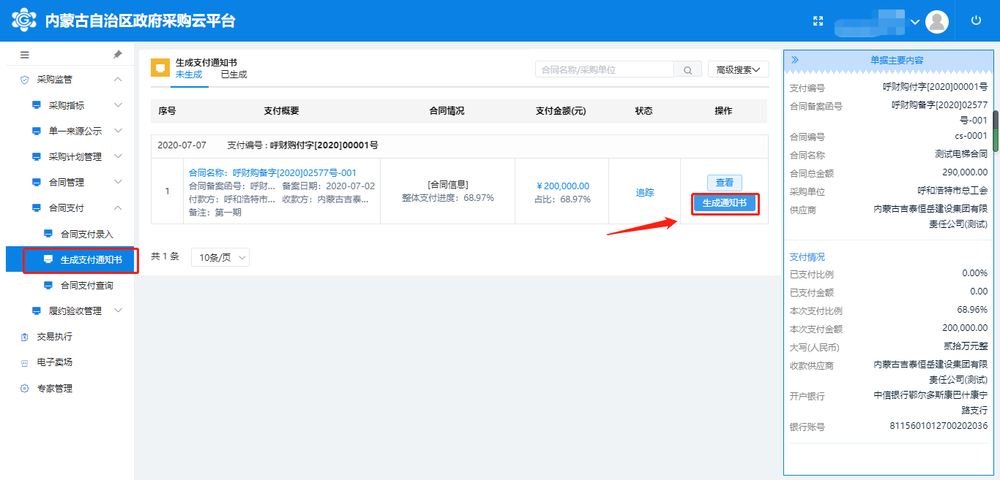 内蒙古自治区政府采购云平台
采购监管
采购指标
单一来源公示
采购计划管理
合同管理
合同支付
合同支付录入
生成支付通知书
合同支付查询
履约验收管理
交易执行
电子卖场
专家管理
生成支付通知书
未生成 已生成
合同名称/采购单位
高级搜索
序号 支付概要 合同情况 支付金额(元) 状态 操作
2020-07-07 支付编号：呼财购付字[2020]00001号
1
合同名称：呼财购备字[2020]02577号-001
合同备案函号：呼财... 备案日期：2020-07-02
付款方：呼和浩特市... 收款方：内蒙古吉泰...
备注：第一期
[合同信息]
整体支付进度：68.97%
￥200,000.00
占比：68.97%
追踪
查看
生成通知书
共 1 条 10条/页
单据主要内容
支付编号 呼财购付字[2020]00001号
合同备案函号 呼财购备字[2020]02577
号-001
合同编号 cs-0001
合同名称 测试电梯合同
合同总金额 290,000.00
采购单位 呼和浩特市总工会
供应商 内蒙古吉泰恒岳建设集团有限
责任公司(测试)
支付情况
已支付比例 0.00%
已支付金额 0.00
本次支付比例 68.96%
本次支付金额 200,000.00
大写(人民币) 贰拾万元整
收款供应商 内蒙古吉泰恒岳建设集团有限
责任公司(测试)
开户银行 中信银行鄂尔多斯康巴什康宁
路支行
银行账号 8115601012700202036